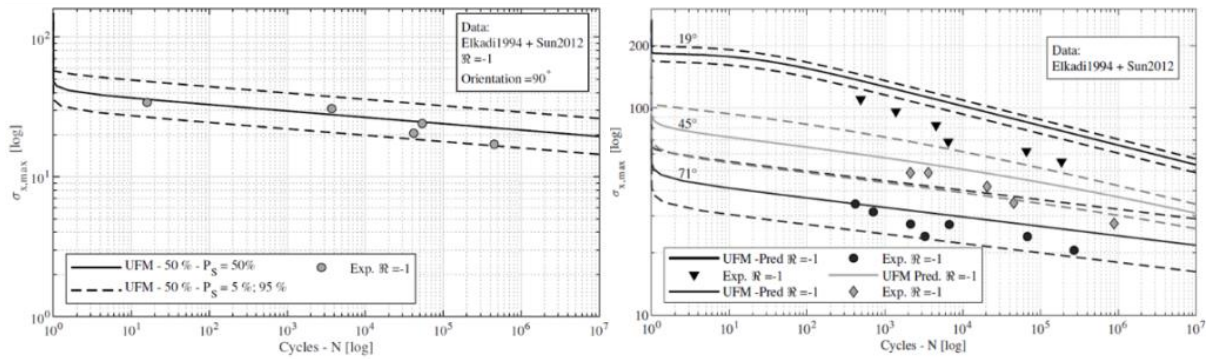 10²
10¹
10⁰
σx,max [log]
Data:
Elkadi1994 + Sun2012
ℜ=-1
Orientation =90°
UFM - 50 % - PS = 50%
Exp. ℜ =-1
UFM - 50 % - PS = 5 %; 95 %
10⁰ 10¹ 10² 10³ 10⁴ 10⁵ 10⁶ 10⁷
Cycles - N [log]
200
100
10
σx,max [log]
19°
45°
71°
Data:
Elkadi1994 + Sun2012
UFM -Pred ℜ =-1
Exp. ℜ =-1
Exp. ℜ =-1
UFM Pred. ℜ =-1
UFM -Pred ℜ =-1
Exp. ℜ =-1
10⁰ 10¹ 10² 10³ 10⁴ 10⁵ 10⁶ 10⁷
Cycles - N [log]